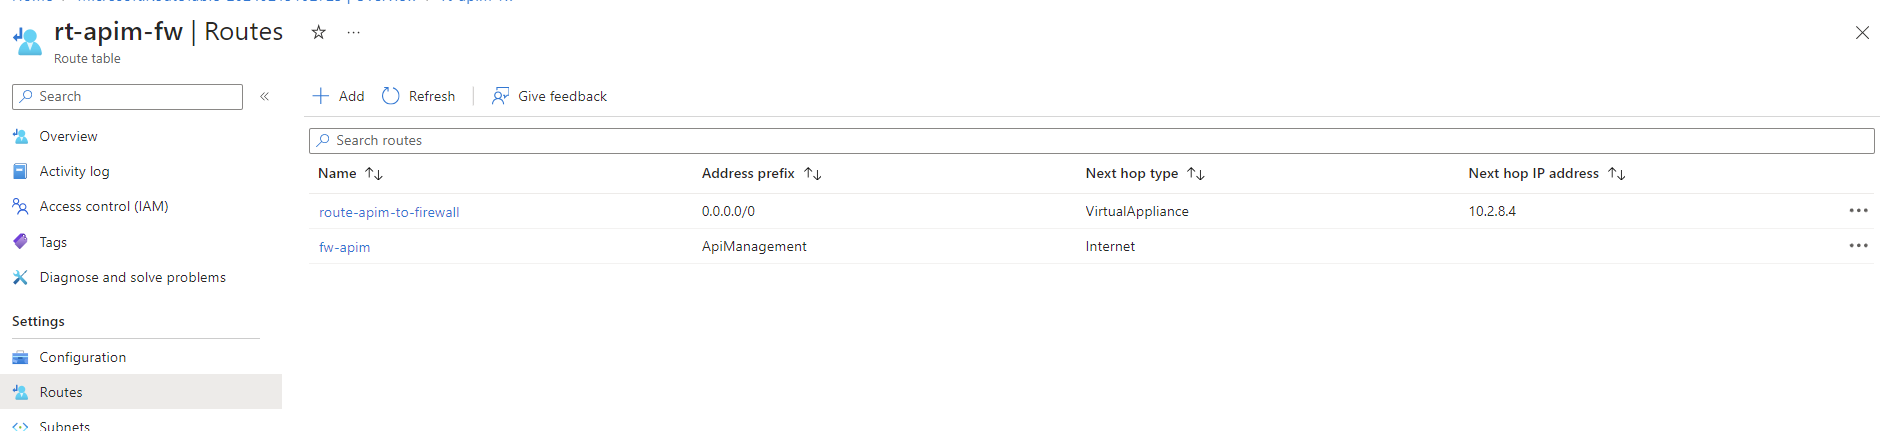 rt-apim-fw | Routes
Route table
Search
Add Refresh Give feedback
Overview
Search routes
Activity log
Name Address prefix Next hop type Next hop IP address
Access control (IAM)
route-apim-to-firewall 0.0.0.0/0 VirtualAppliance 10.2.8.4
Tags
fw-apim ApiManagement Internet
Diagnose and solve problems
Settings
Configuration
Routes
Subnets